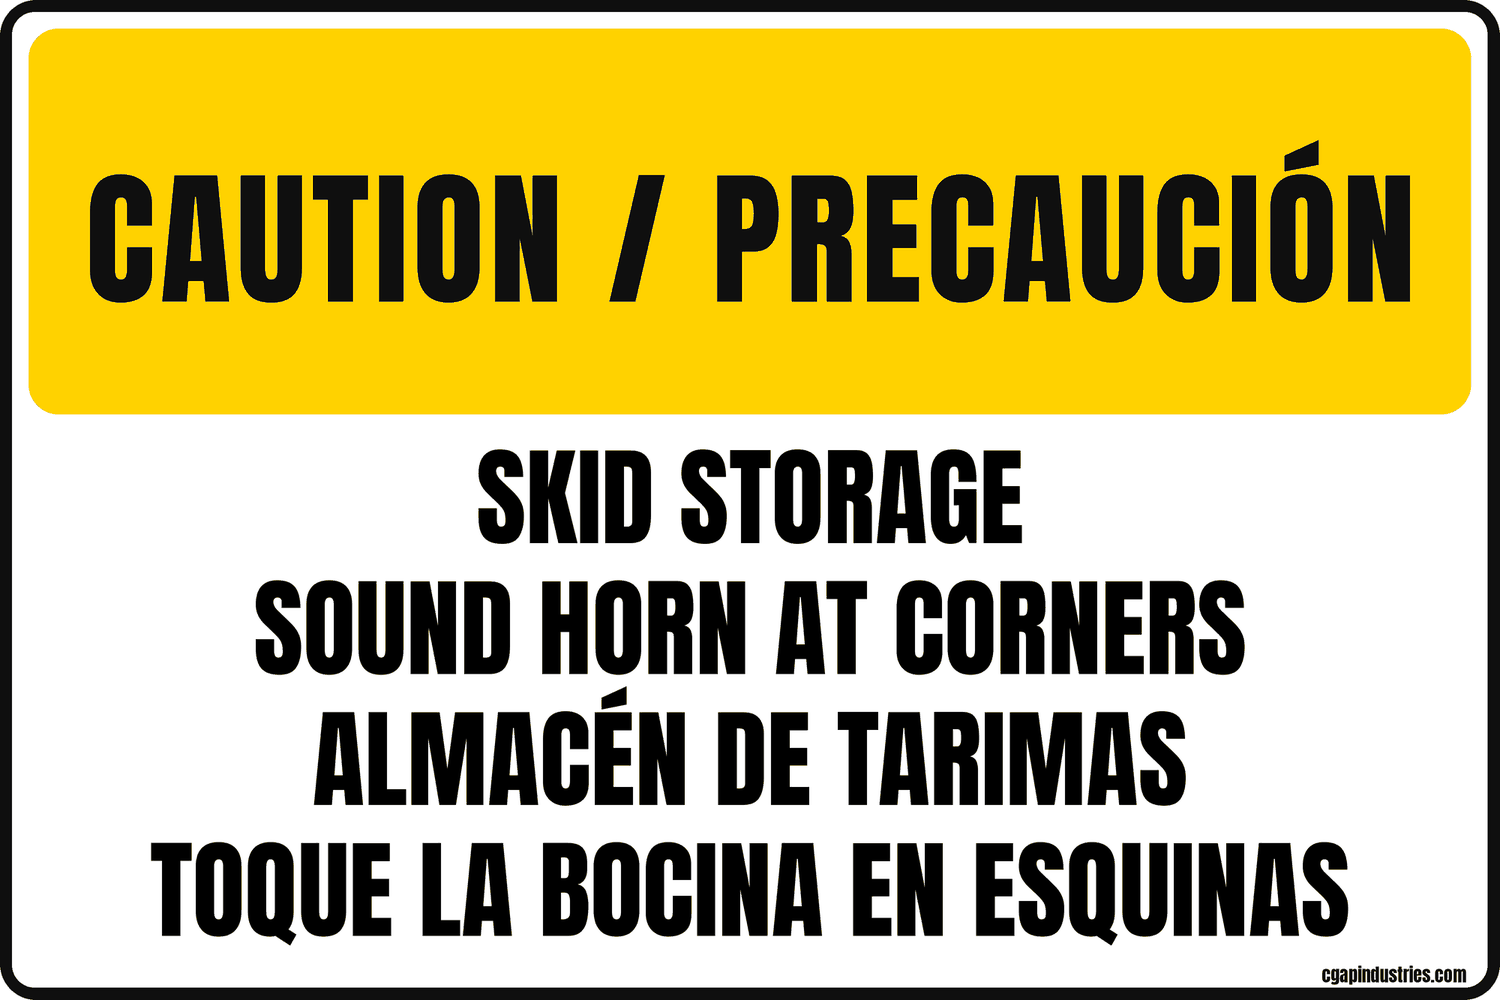 CAUTION / PRECAUCIÓN
SKID STORAGE
SOUND HORN AT CORNERS
ALMACÉN DE TARIMAS
TOQUE LA BOCINA EN ESQUINAS
cgapindustries.com